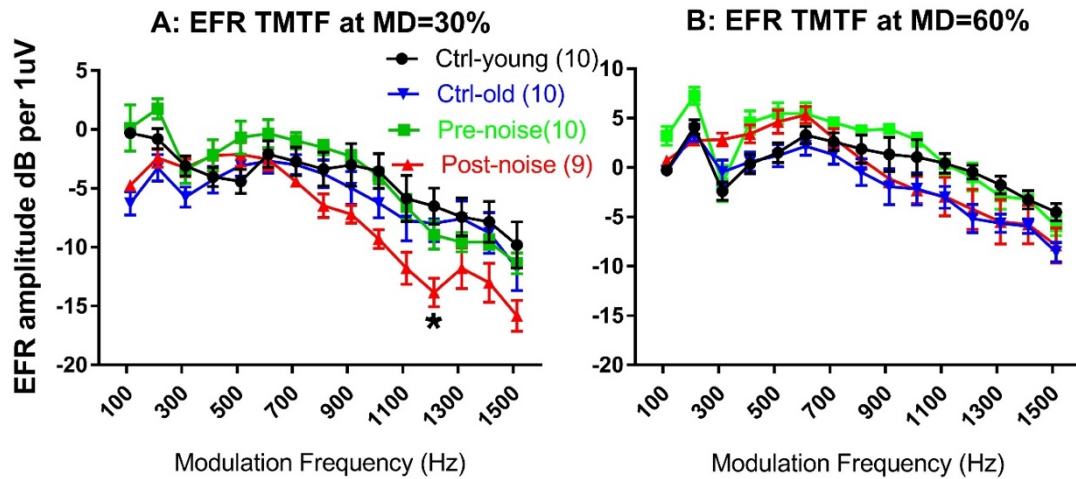 A: EFR TMTF at MD=30%
B: EFR TMTF at MD=60%
EFR amplitude dB per 1uV
5
0
-5
-10
-15
-20
Ctrl-young (10)
Ctrl-old (10)
Pre-noise(10)
Post-noise (9)
*
100 300 500 700 900 1100 1300 1500
Modulation Frequency (Hz)
10
5
0
-5
-10
-15
-20
100 300 500 700 900 1100 1300 1500
Modulation Frequency (Hz)